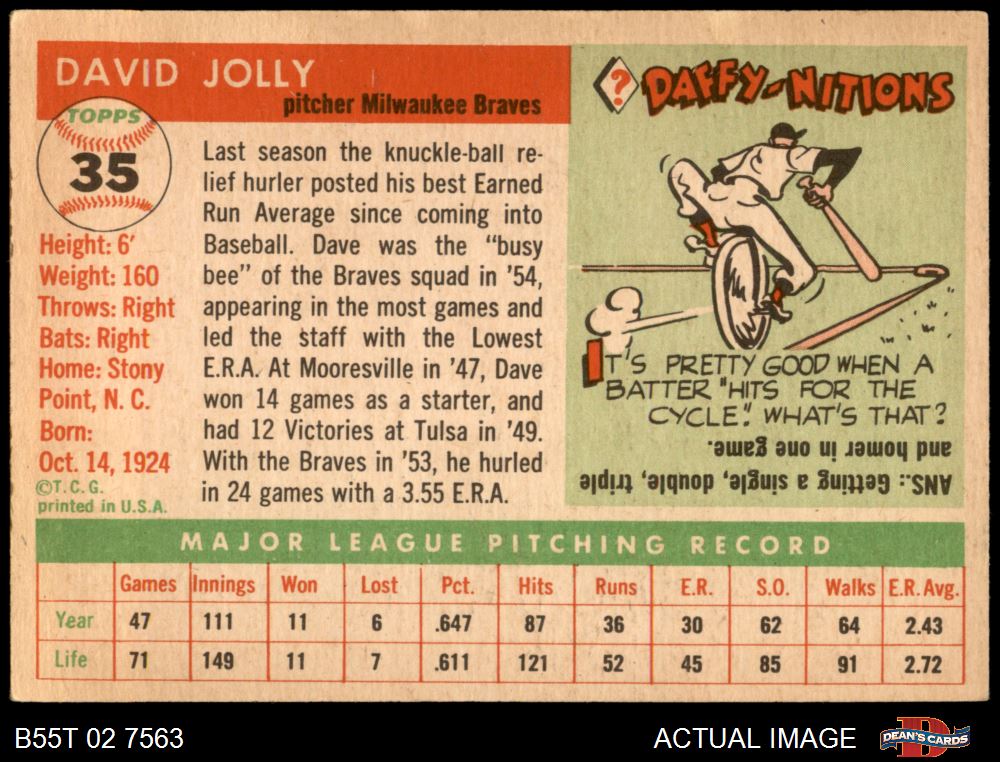 DAVID JOLLY
pitcher Milwaukee Braves
TOPPS
35
Height: 6'
Weight: 160
Throws: Right
Bats: Right
Home: Stony
Point, N. C.
Born:
Oct. 14, 1924
©T. C. G.
printed in U.S.A.
Last season the knuckle-ball re-
lief hurler posted his best Earned
Run Average since coming into
Baseball. Dave was the "busy
bee" of the Braves squad in '54,
appearing in the most games and
led the staff with the Lowest
E.R.A. At Mooresville in '47, Dave
won 14 games as a starter, and
had 12 Victories at Tulsa in '49.
With the Braves in '53, he hurled
in 24 games with a 3.55 E.R.A.
? DAFFY-NITIONS
IT'S PRETTY GOOD WHEN A
BATTER "HITS FOR THE
CYCLE". WHAT'S THAT?
ANS.: Getting a single, double, triple
and homer in one game.
MAJOR LEAGUE PITCHING RECORD
Games Innings Won Lost Pct. Hits Runs E.R. S.O. Walks E.R. Avg.
Year 47 111 11 6 .647 87 36 30 62 64 2.43
Life 71 149 11 7 .611 121 52 45 85 91 2.72
B55T 02 7563
ACTUAL IMAGE
D
DEAN'S CARDS